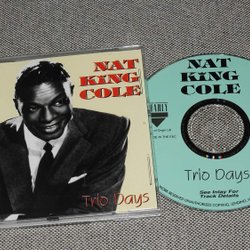 NAT
KING
COLE
Trio Days
NAT
KING
COLE
Trio Days
See Inlay For
Track Details